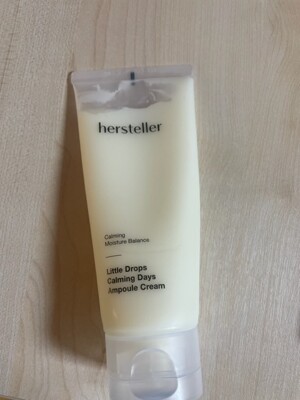 hersteller
Calming
Moisture Balance
Little Drops
Calming Days
Ampoule Cream